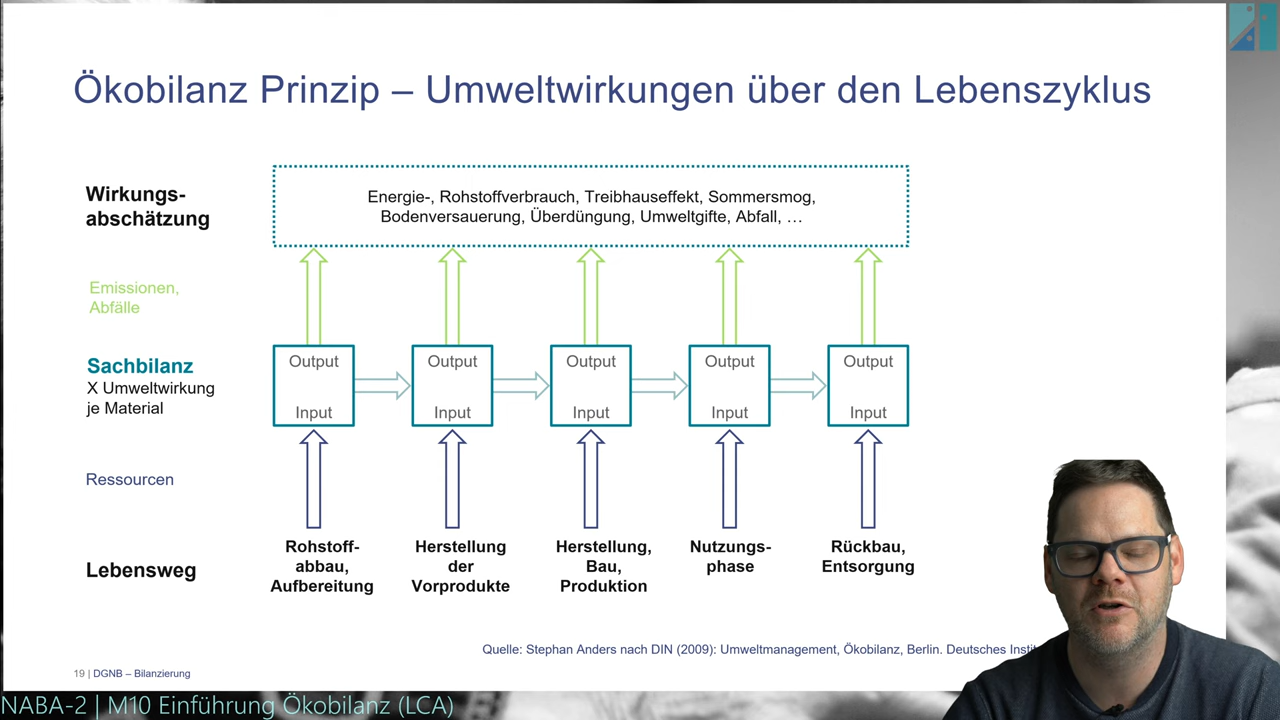 Ökobilanz Prinzip – Umweltwirkungen über den Lebenszyklus
Wirkungs-
abschätzung
Energie-, Rohstoffverbrauch, Treibhauseffekt, Sommersmog,
Bodenversauerung, Überdüngung, Umweltgifte, Abfall, …
Emissionen,
Abfälle
Sachbilanz
X Umweltwirkung
je Material
Output
Input
Output
Input
Output
Input
Output
Input
Output
Input
Ressourcen
Lebensweg
Rohstoff-
abbau,
Aufbereitung
Herstellung
der
Vorprodukte
Herstellung,
Bau,
Produktion
Nutzungs-
phase
Rückbau,
Entsorgung
Quelle: Stephan Anders nach DIN (2009): Umweltmanagement, Ökobilanz, Berlin. Deutsches
19 | DGNB – Bilanzierung
NABA-2 | M10 Einführung Ökobilanz (LCA)